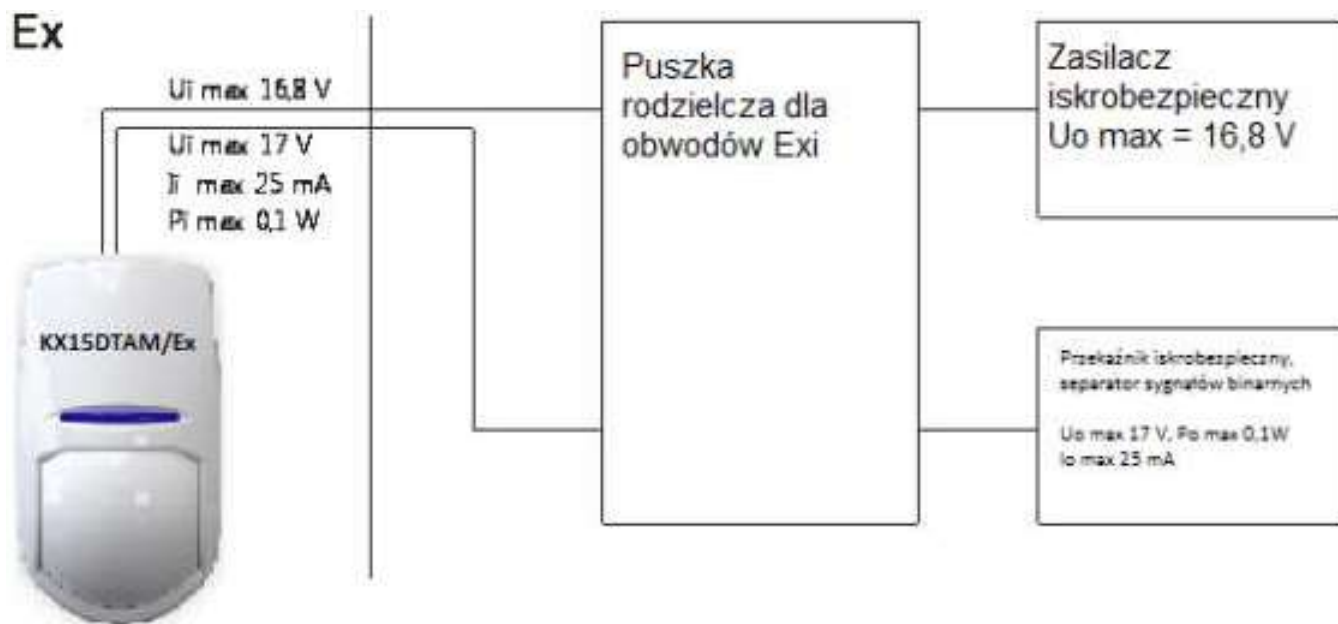 Ex
Ui max 16,8 V
Ui max 17 V
Ii max 25 mA
Pi max 0,1 W
KX15DTAM/Ex
Puszka
rodzielcza dla
obwodów Exi
Zasilacz
iskrobezpieczny
Uo max = 16,8 V
Przekaźnik iskrobespieczny,
separator sygnałów binarnych
Uo max 17 V, Po max 0,1W
Io max 25 mA